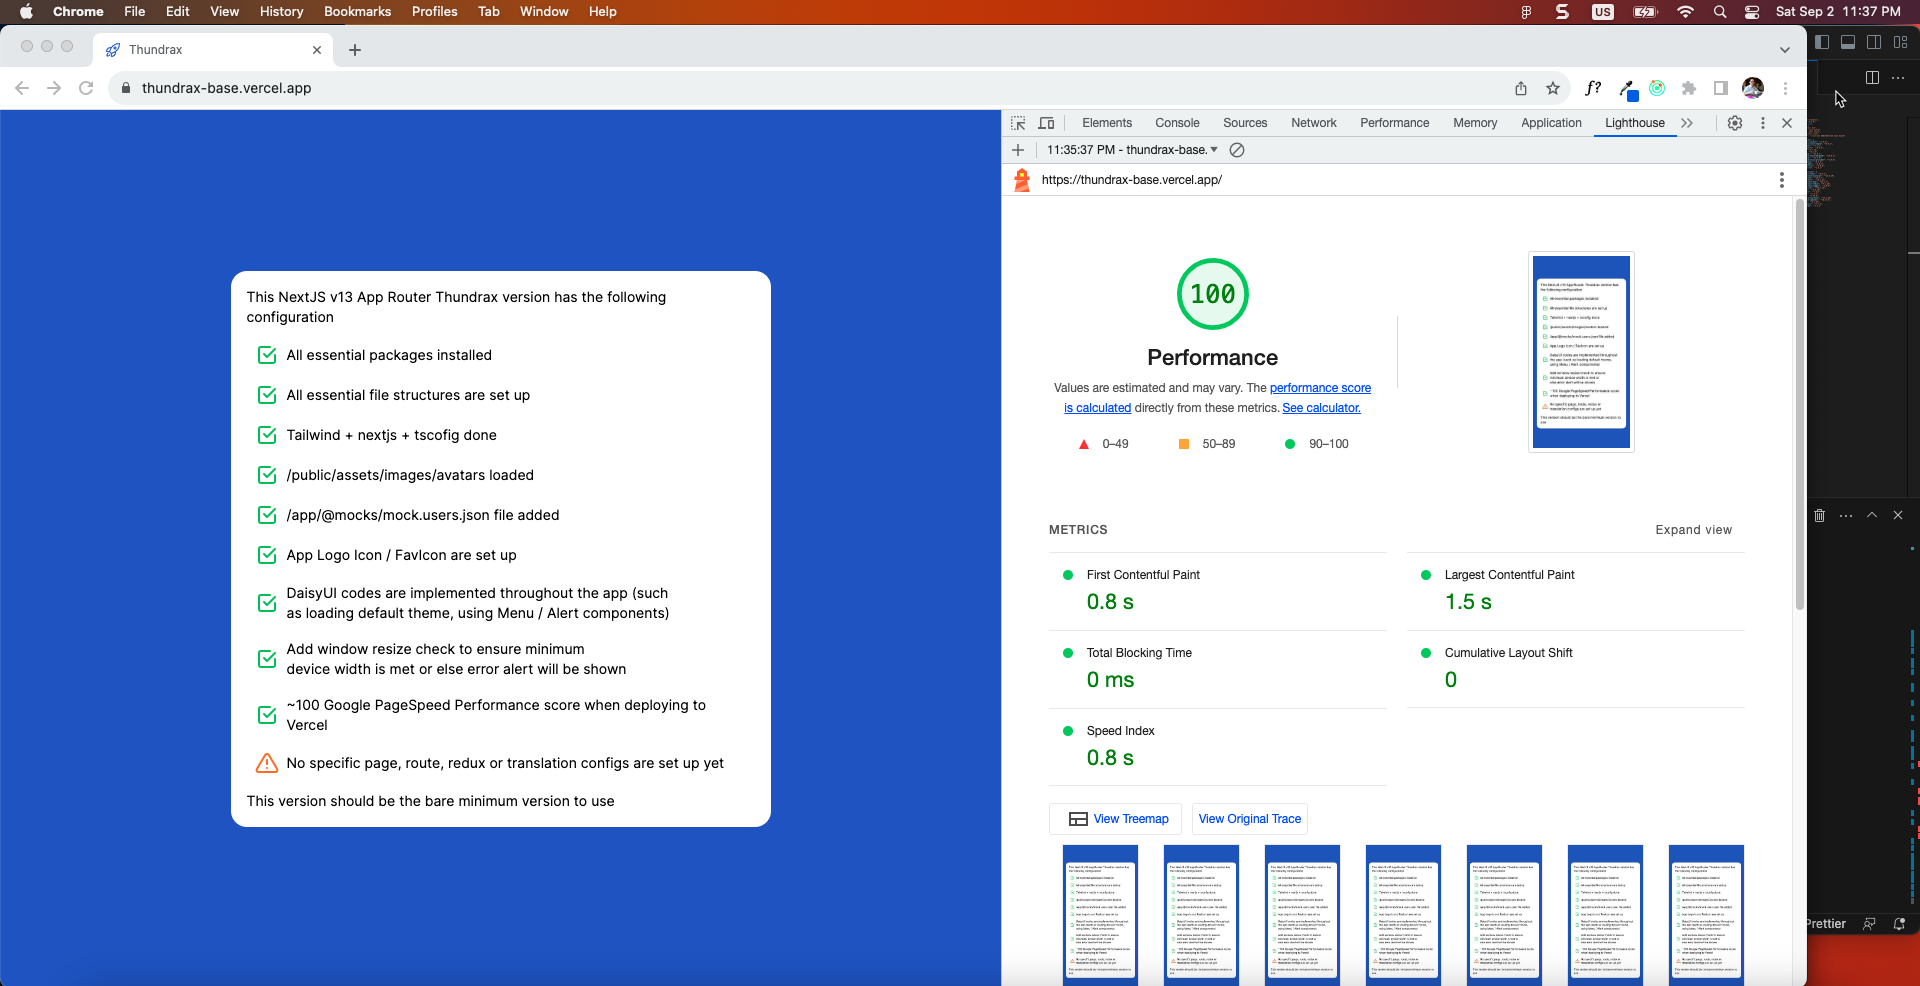 Chrome File Edit View History Bookmarks Profiles Tab Window Help
US
Sat Sep 2 11:37 PM
Thundrax
thundrax-base.vercel.app
f?
This NextJS v13 App Router Thundrax version has the following
configuration
All essential packages installed
All essential file structures are set up
Tailwind + nextjs + tscofig done
/public/assets/images/avatars loaded
/app/@mocks/mock.users.json file added
App Logo Icon / FavIcon are set up
DaisyUI codes are implemented throughout the app (such
as loading default theme, using Menu / Alert components)
Add window resize check to ensure minimum
device width is met or else error alert will be shown
~100 Google PageSpeed Performance score when deploying to
Vercel
No specific page, route, redux or translation configs are set up yet
This version should be the bare minimum version to use
Elements Console Sources Network Performance Memory Application Lighthouse
11:35:37 PM - thundrax-base.
https://thundrax-base.vercel.app/
100
Performance
Values are estimated and may vary. The performance score
is calculated directly from these metrics. See calculator.
0–49 50–89 90–100
METRICS
Expand view
First Contentful Paint
0.8 s
Largest Contentful Paint
1.5 s
Total Blocking Time
0 ms
Cumulative Layout Shift
0
Speed Index
0.8 s
View Treemap
View Original Trace
Prettier